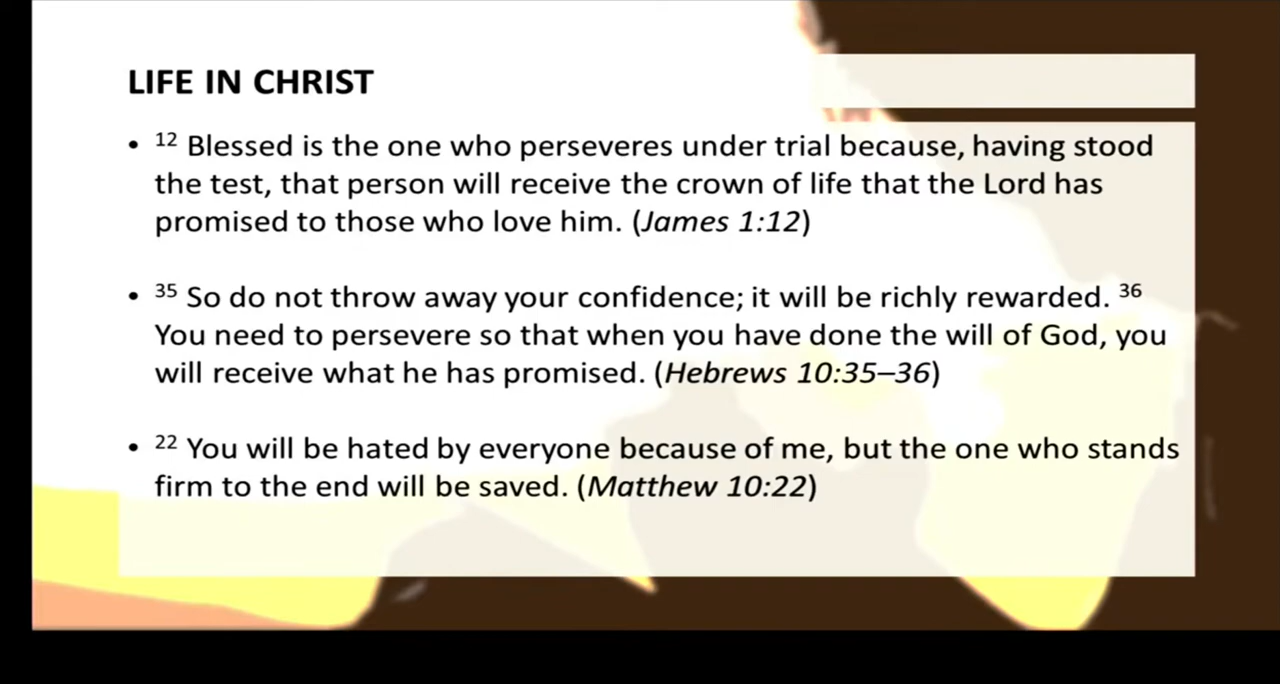 LIFE IN CHRIST
• ¹² Blessed is the one who perseveres under trial because, having stood
the test, that person will receive the crown of life that the Lord has
promised to those who love him. (James 1:12)
• ³⁵ So do not throw away your confidence; it will be richly rewarded. ³⁶
You need to persevere so that when you have done the will of God, you
will receive what he has promised. (Hebrews 10:35–36)
• ²² You will be hated by everyone because of me, but the one who stands
firm to the end will be saved. (Matthew 10:22)